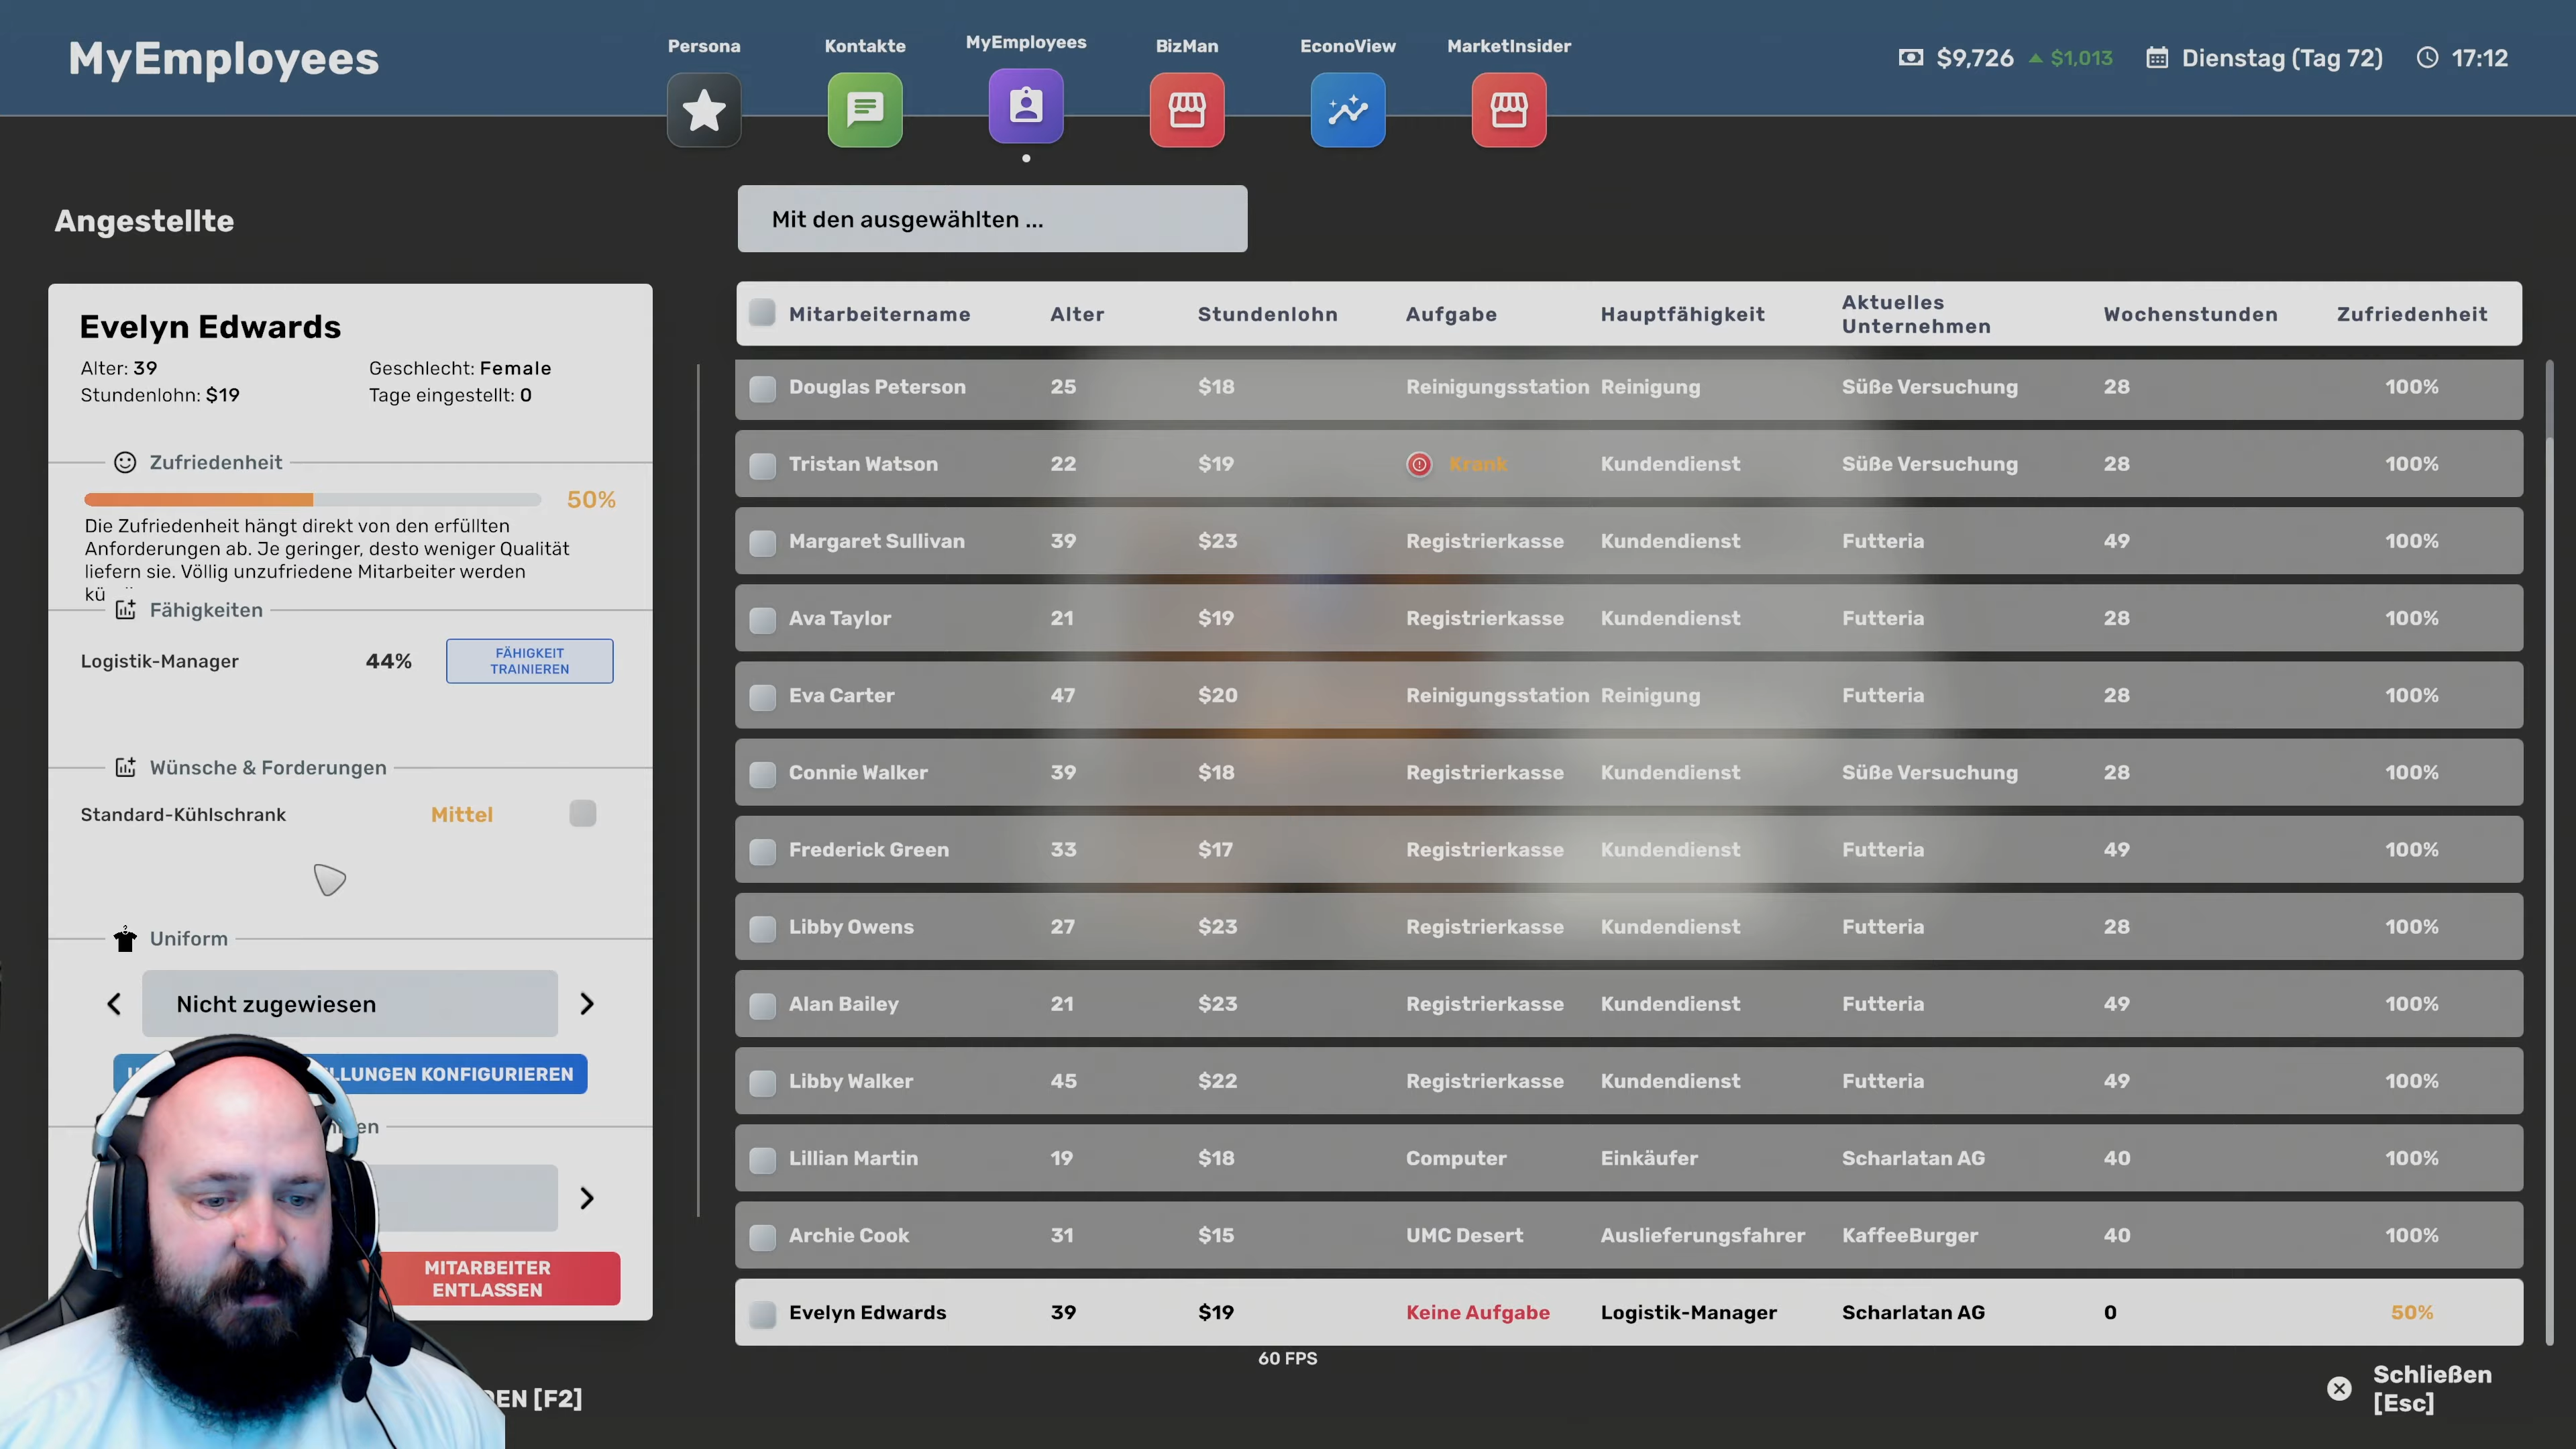 MyEmployees
Persona
Kontakte
MyEmployees
BizMan
EconoView
MarketInsider
$9,726 $1,013 Dienstag (Tag 72) 17:12
Angestellte
Mit den ausgewählten ...
Evelyn Edwards
Alter: 39 Geschlecht: Female
Stundenlohn: $19 Tage eingestellt: 0
Zufriedenheit
50%
Die Zufriedenheit hängt direkt von den erfüllten
Anforderungen ab. Je geringer, desto weniger Qualität
liefern sie. Völlig unzufriedene Mitarbeiter werden
Fähigkeiten
Logistik-Manager 44% FÄHIGKEIT
TRAINIEREN
Wünsche & Forderungen
Standard-Kühlschrank Mittel
Uniform
Nicht zugewiesen
KONFIGURIEREN
MITARBEITER
ENTLASSEN
[F2]
Mitarbeitername Alter Stundenlohn Aufgabe Hauptfähigkeit Aktuelles
Unternehmen Wochenstunden Zufriedenheit
Douglas Peterson 25 $18 Reinigungsstation Reinigung Süße Versuchung 28 100%
Tristan Watson 22 $19 Krank Kundendienst Süße Versuchung 28 100%
Margaret Sullivan 39 $23 Registrierkasse Kundendienst Futteria 49 100%
Ava Taylor 21 $19 Registrierkasse Kundendienst Futteria 28 100%
Eva Carter 47 $20 Reinigungsstation Reinigung Futteria 28 100%
Connie Walker 39 $18 Registrierkasse Kundendienst Süße Versuchung 28 100%
Frederick Green 33 $17 Registrierkasse Kundendienst Futteria 49 100%
Libby Owens 27 $23 Registrierkasse Kundendienst Futteria 28 100%
Alan Bailey 21 $23 Registrierkasse Kundendienst Futteria 49 100%
Libby Walker 45 $22 Registrierkasse Kundendienst Futteria 49 100%
Lillian Martin 19 $18 Computer Einkäufer Scharlatan AG 40 100%
Archie Cook 31 $15 UMC Desert Auslieferungsfahrer KaffeeBurger 40 100%
Evelyn Edwards 39 $19 Keine Aufgabe Logistik-Manager Scharlatan AG 0 50%
60 FPS
Schließen
[Esc]